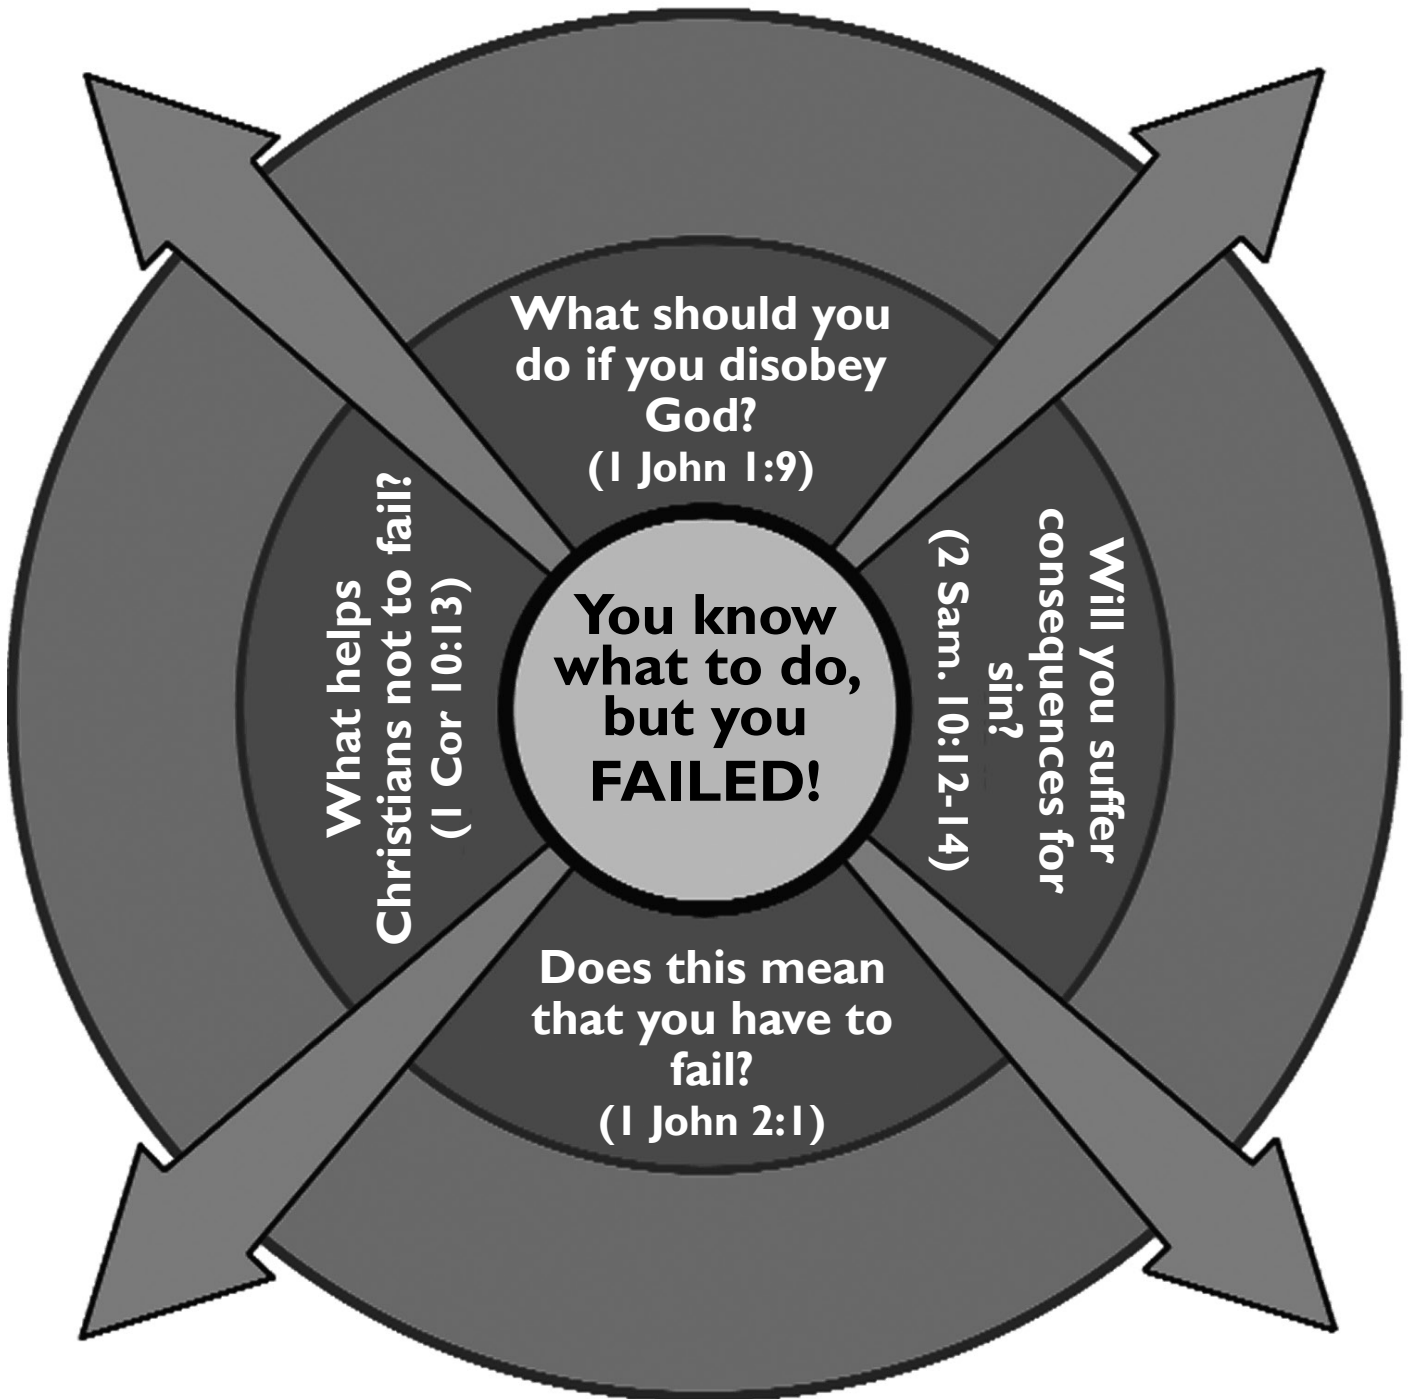 What should you
do if you disobey
God?
(1 John 1:9)
What helps
Christians not to fail?
(1 Cor 10:13)
You know
what to do,
but you
FAILED!
Will you suffer
consequences for
sin?
(2 Sam. 10:12-14)
Does this mean
that you have to
fail?
(1 John 2:1)